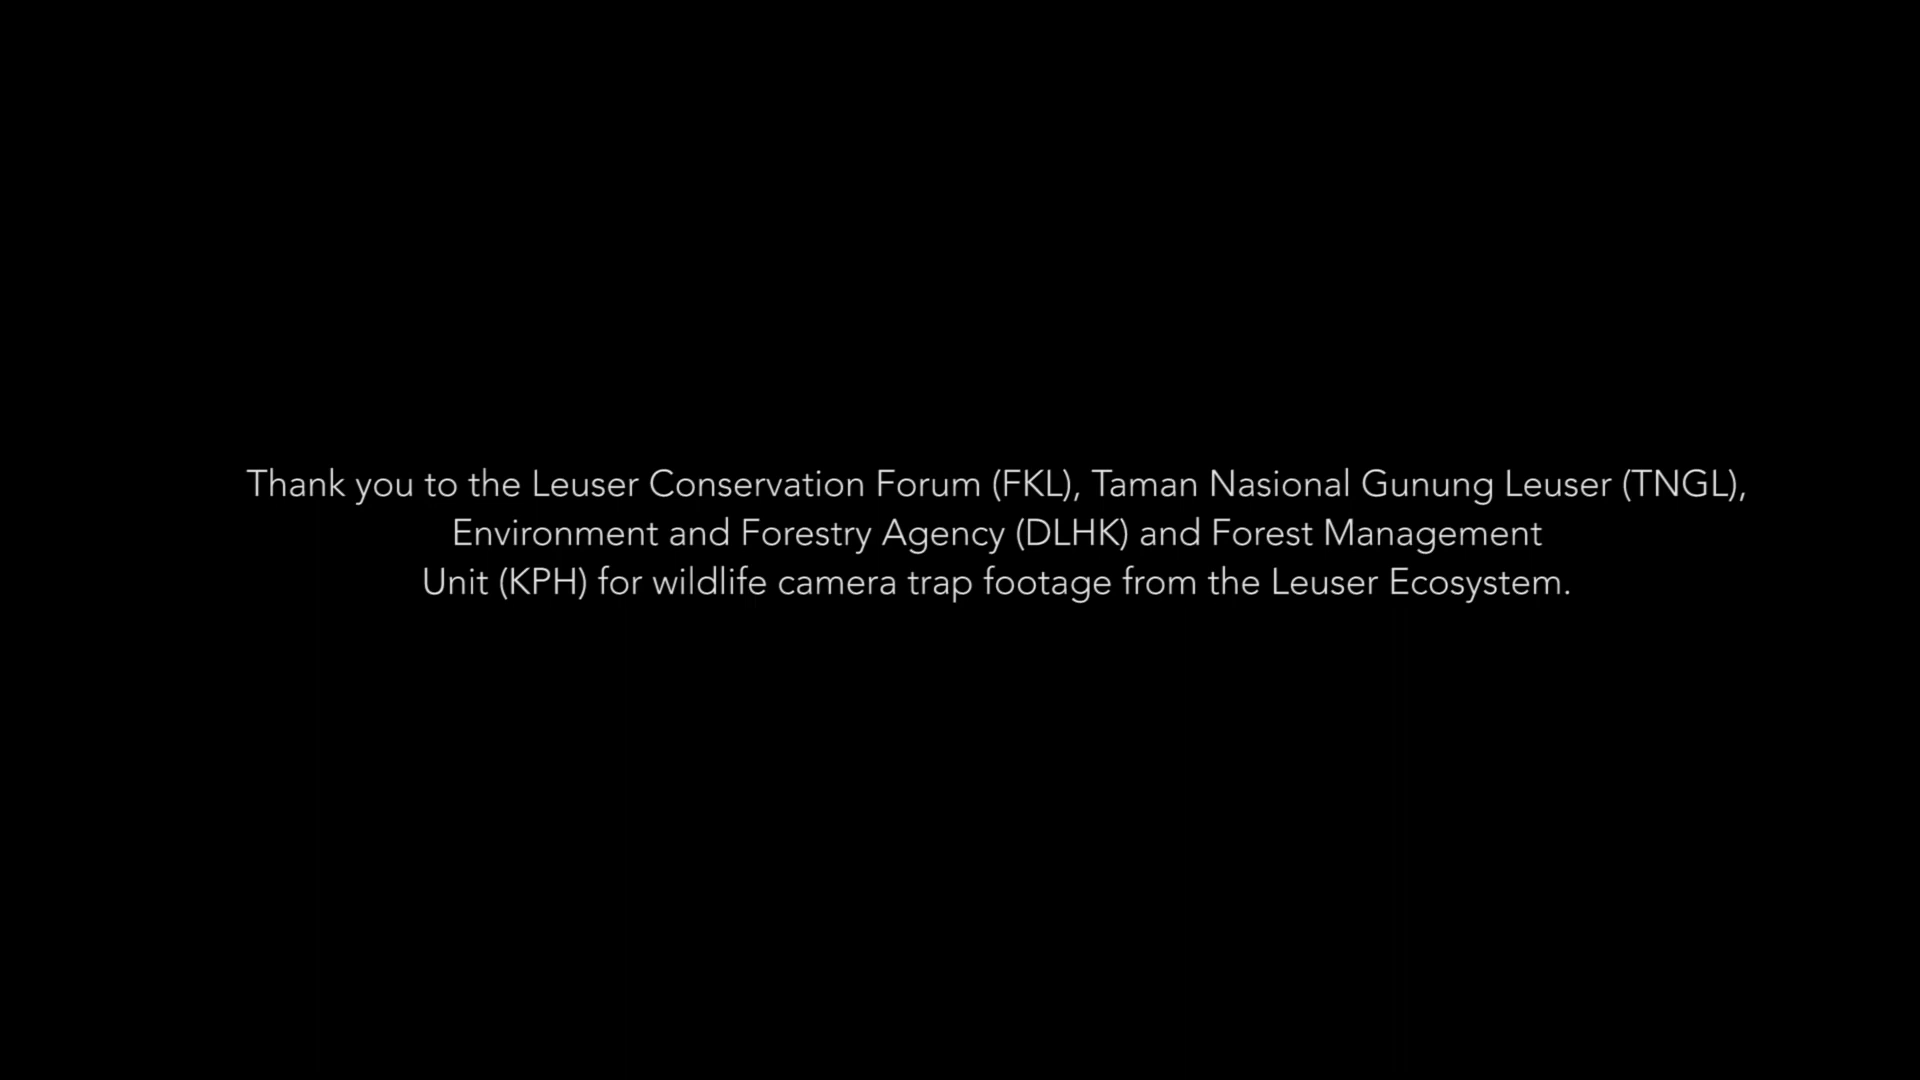 Thank you to the Leuser Conservation Forum (FKL), Taman Nasional Gunung Leuser (TNGL),
Environment and Forestry Agency (DLHK) and Forest Management
Unit (KPH) for wildlife camera trap footage from the Leuser Ecosystem.